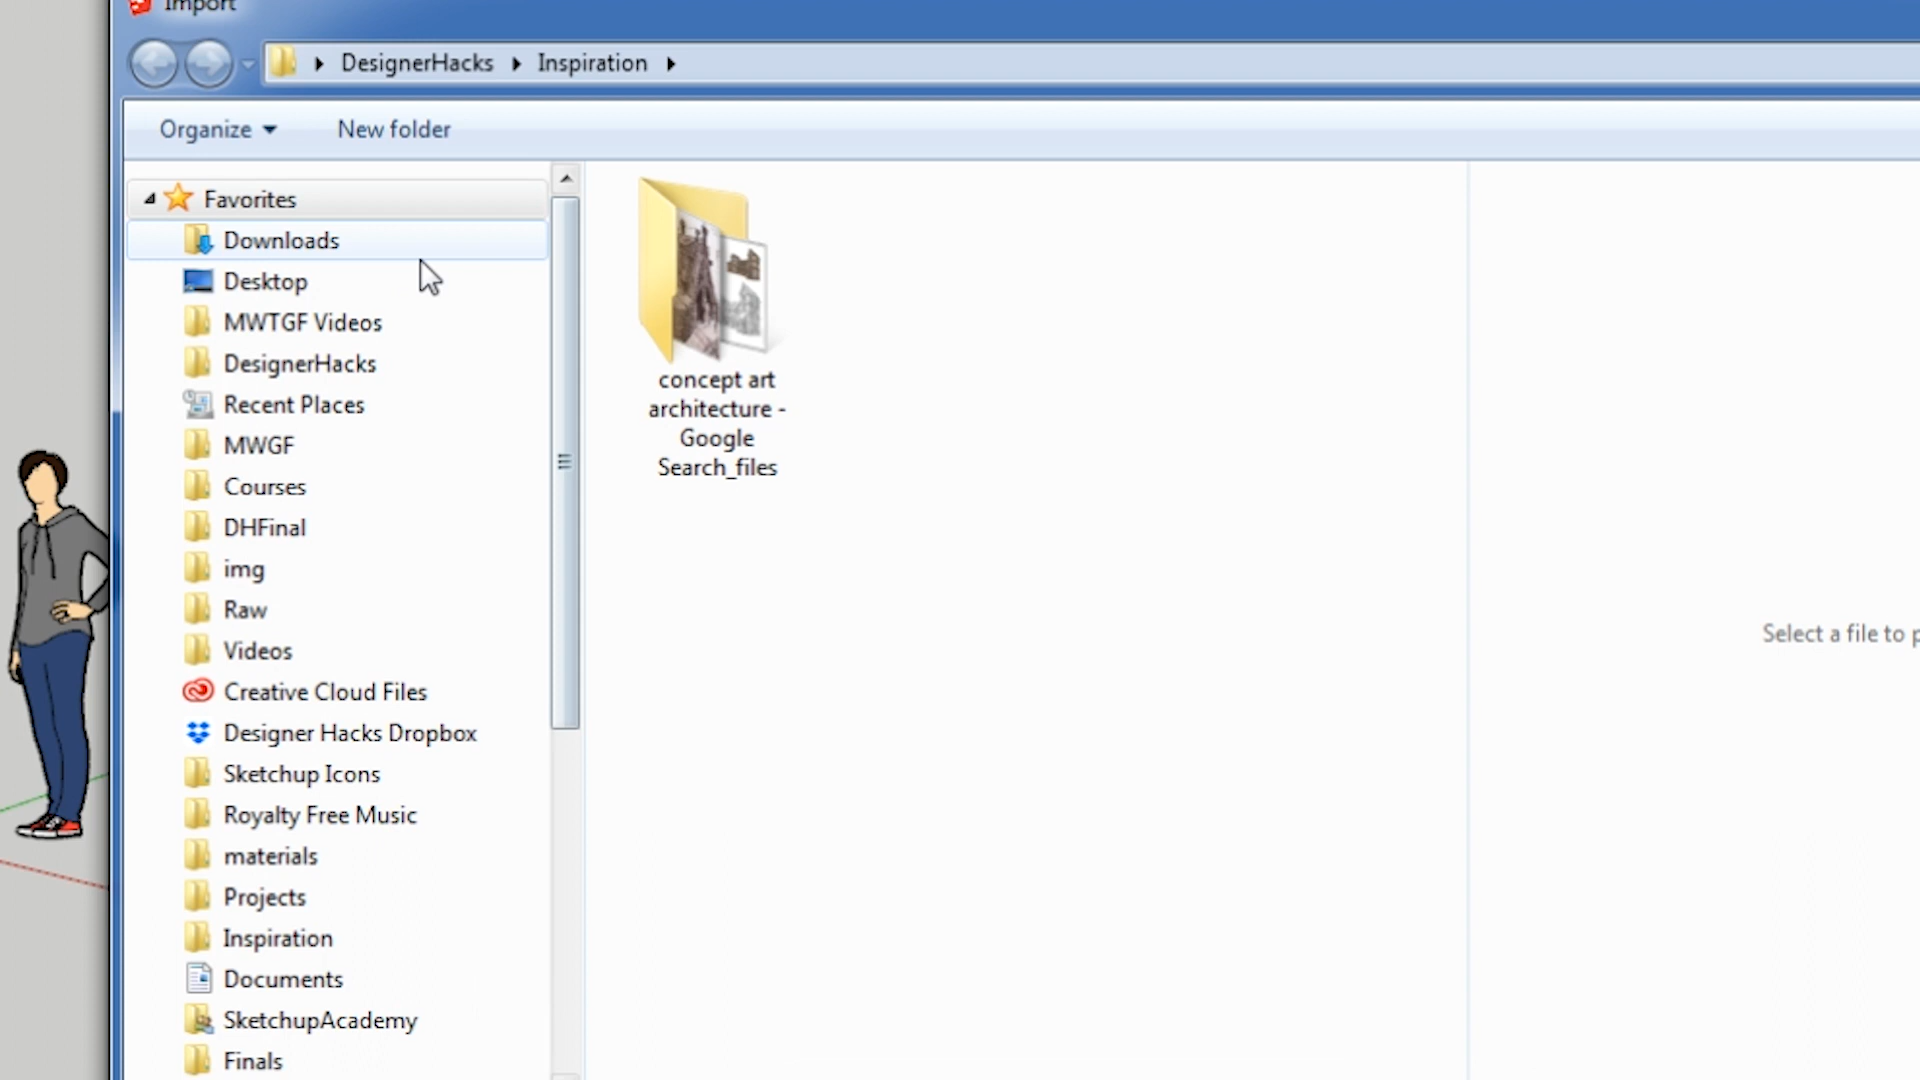 Import
DesignerHacks Inspiration
Organize New folder
Favorites
Downloads
Desktop
MWTGF Videos
DesignerHacks
Recent Places
MWGF
Courses
DHFinal
img
Raw
Videos
Creative Cloud Files
Designer Hacks Dropbox
Sketchup Icons
Royalty Free Music
materials
Projects
Inspiration
Documents
SketchupAcademy
Finals
concept art
architecture -
Google
Search_files
Select a file to p